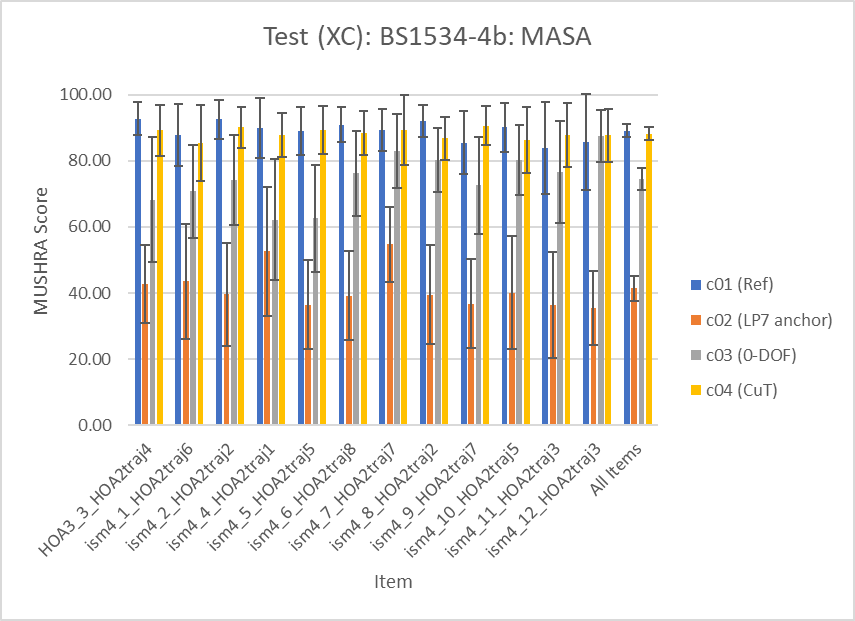 Test (XC): BS1534-4b: MASA
100.00
80.00
60.00
40.00
20.00
0.00
MUSHRA Score
HOA3_3_HOA2traj4
ism4_1_HOA2traj6
ism4_2_HOA2traj2
ism4_4_HOA2traj1
ism4_5_HOA2traj5
ism4_6_HOA2traj8
ism4_7_HOA2traj7
ism4_8_HOA2traj2
ism4_9_HOA2traj7
ism4_10_HOA2traj5
ism4_11_HOA2traj3
ism4_12_HOA2traj3
All Items
Item
c01 (Ref)
c02 (LP7 anchor)
c03 (0-DOF)
c04 (CuT)